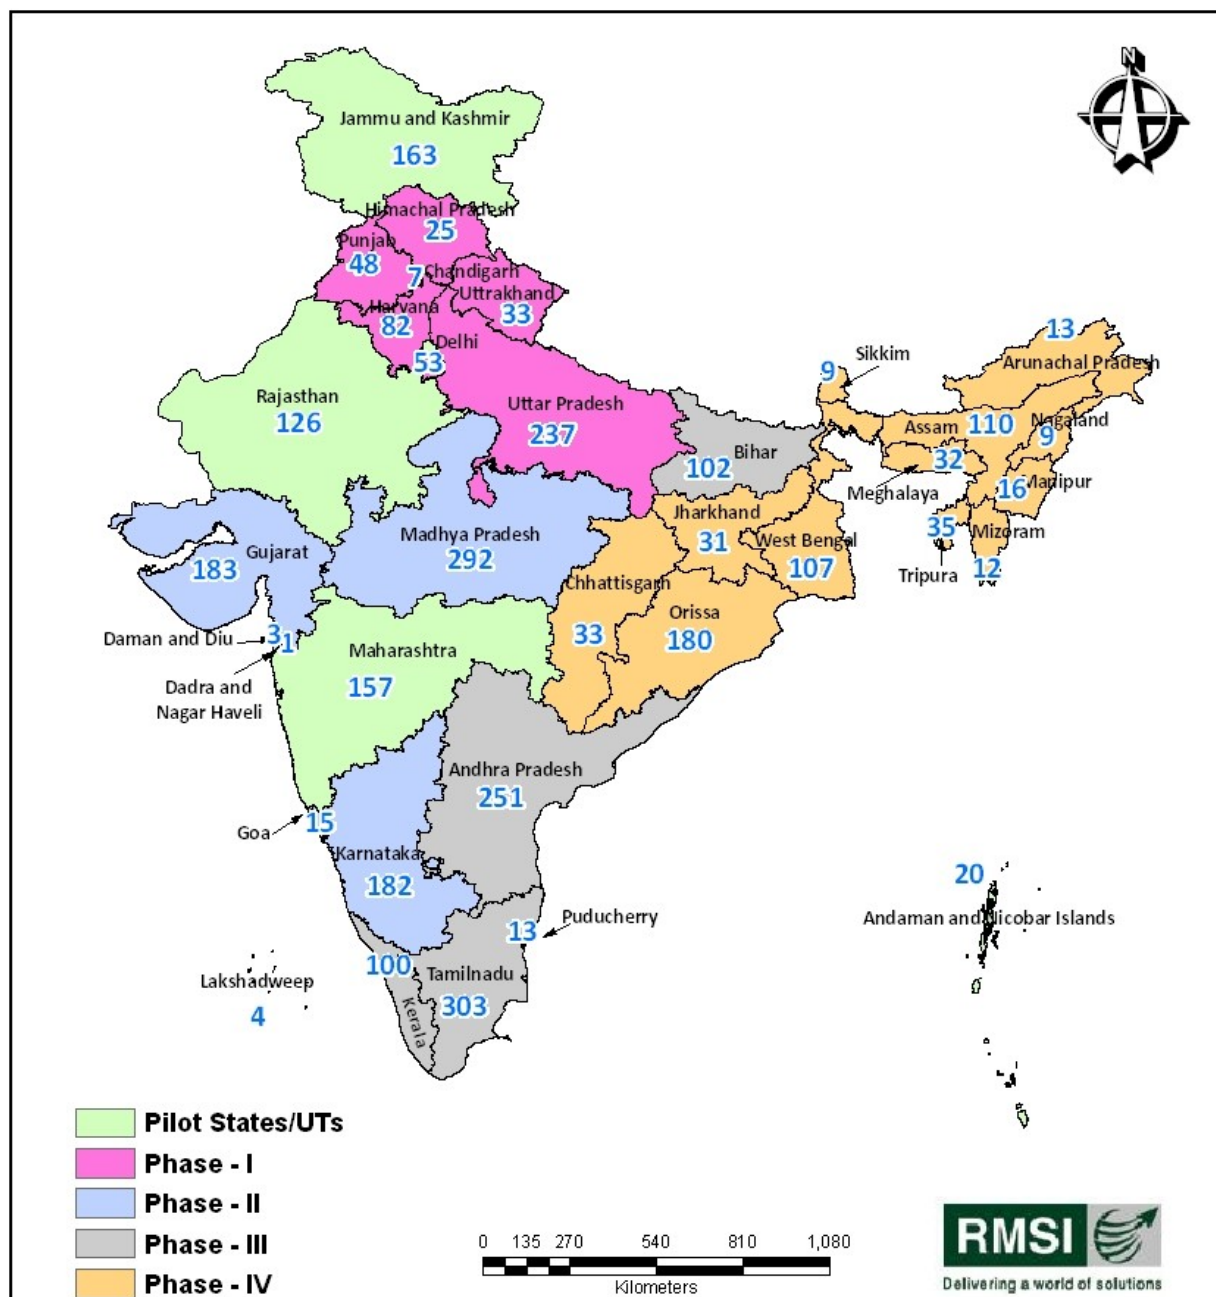 N
Jammu and Kashmir
163
Himachal Pradesh
25
Punjab
48
7
Chandigarh
Uttrakhand
33
Haryana
82
Delhi
53
13
Arunachal Pradesh
Sikkim
9
Rajasthan
126
Uttar Pradesh
237
Assam 110
Nagaland
9
Bihar
102
32
Meghalaya
16
Manipur
Jharkhand
31
West Bengal
107
35
Tripura
Mizoram
12
Madhya Pradesh
292
Gujarat
183
Chhattisgarh
33
Orissa
180
Daman and Diu
3
1
Dadra and
Nagar Haveli
Maharashtra
157
Andhra Pradesh
251
Goa
15
Karnataka
182
20
Andaman and Nicobar Islands
13
Puducherry
Lakshadweep
4
100
Kerala
Tamilnadu
303
Pilot States/UTs
Phase - I
Phase - II
Phase - III
Phase - IV
0 135 270 540 810 1,080
Kilometers
RMSI
Delivering a world of solutions